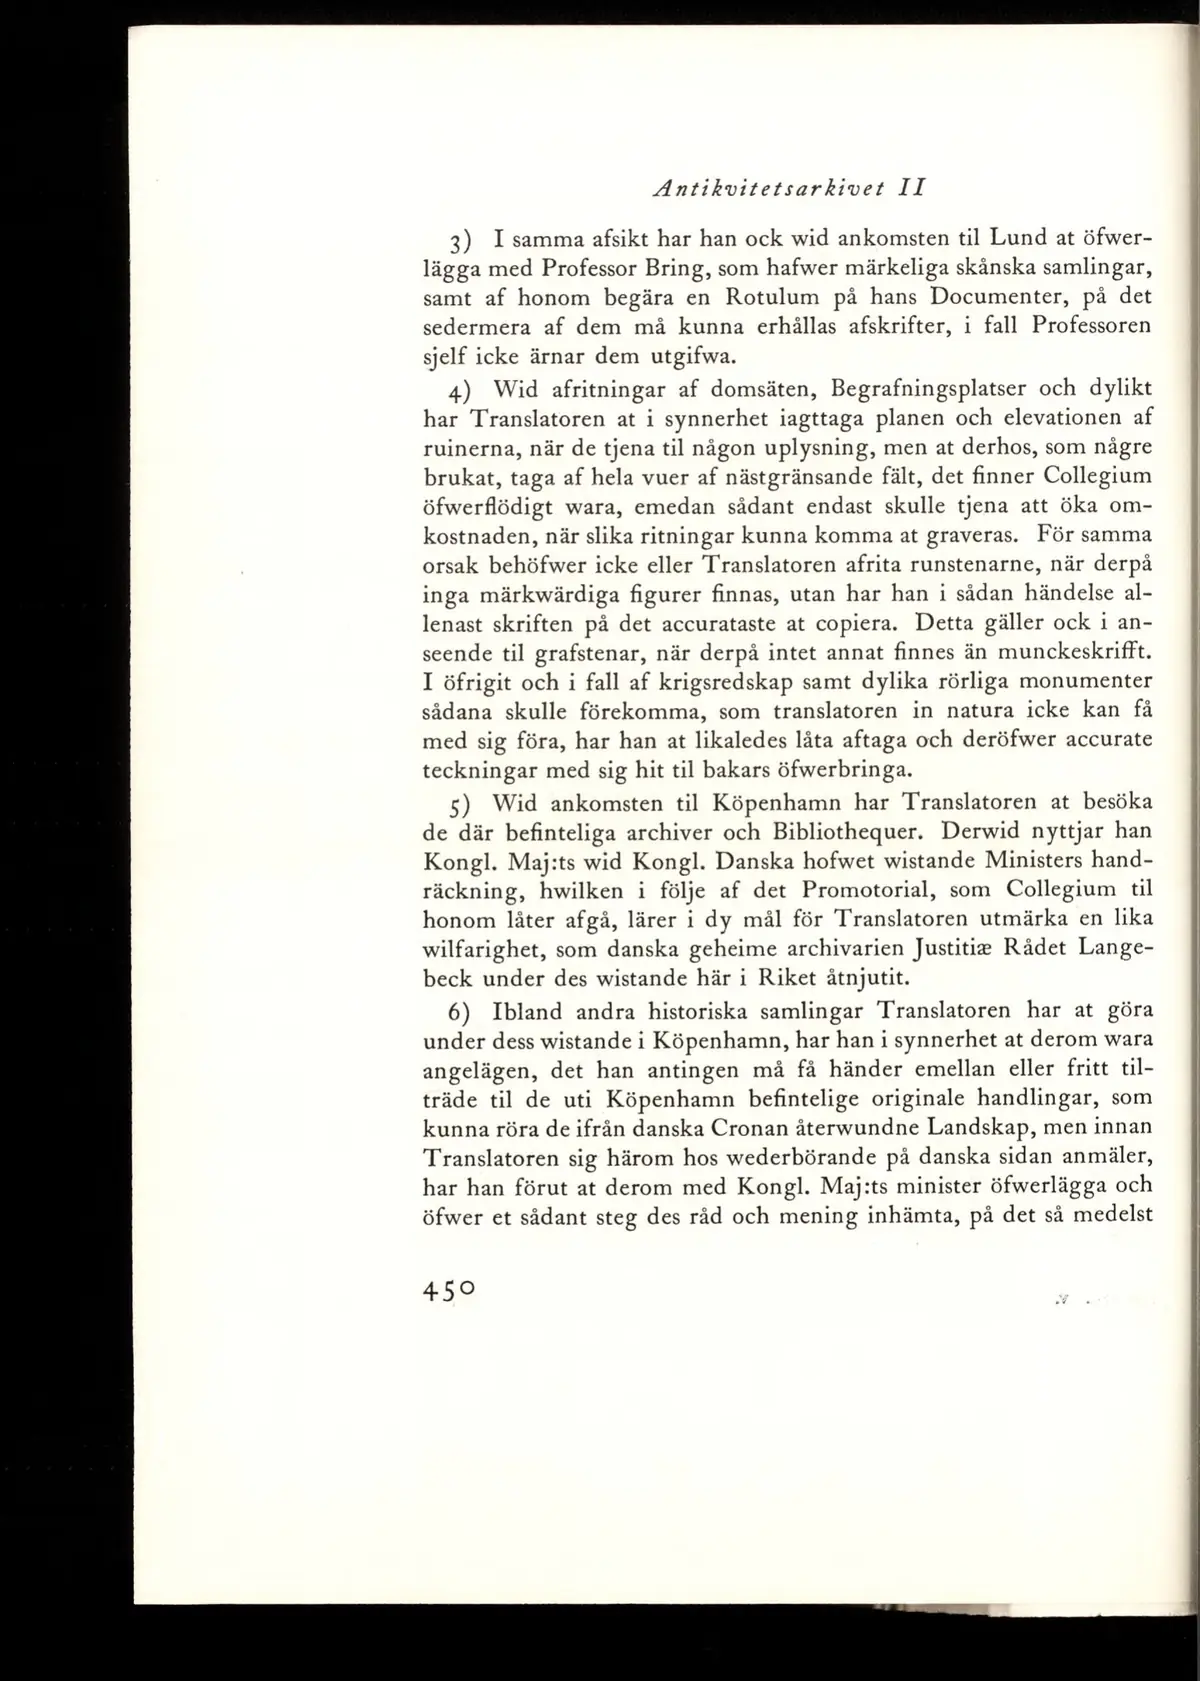 Antikvitetsarkivet II
3) I samma afsikt har han ock wid ankomsten til Lund at öfwer-
lägga med Professor Bring, som hafwer märkeliga skånska samlingar,
samt af honom begära en Rotulum på hans Documenter, på det
sedermera af dem må kunna erhållas afskrifter, i fall Professoren
sjelf icke ärnar dem utgifwa.
4) Wid afritningar af domsäten, Begrafningsplatser och dylikt
har Translatoren at i synnerhet iagttaga planen och elevationen af
ruinerna, när de tjena til någon uplysning, men at derhos, som någre
brukat, taga af hela vuer af nästgränsande fält, det finner Collegium
öfwerflödigt wara, emedan sådant endast skulle tjena att öka om-
kostnaden, när slika ritningar kunna komma at graveras. För samma
orsak behöfwer icke eller Translatoren afrita runstenarne, när derpå
inga märkwärdiga figurer finnas, utan har han i sådan händelse al-
lenast skriften på det accurataste at copiera. Detta gäller ock i an-
seende til grafstenar, när derpå intet annat finnes än munckeskrifft.
I öfrigit och i fall af krigsredskap samt dylika rörliga monumenter
sådana skulle förekomma, som translatoren in natura icke kan få
med sig föra, har han at likaledes låta aftaga och deröfwer accurate
teckningar med sig hit til bakars öfwerbringa.
5) Wid ankomsten til Köpenhamn har Translatoren at besöka
de där befinteliga archiver och Bibliothequer. Derwid nyttjar han
Kongl. Maj:ts wid Kongl. Danska hofwet wistande Ministers hand-
räckning, hwilken i följe af det Promotorial, som Collegium til
honom låter afgå, lärer i dy mål för Translatoren utmärka en lika
wilfarighet, som danska geheime archivarien Justitiæ Rådet Lange-
beck under des wistande här i Riket åtnjutit.
6) Ibland andra historiska samlingar Translatoren har at göra
under dess wistande i Köpenhamn, har han i synnerhet at derom wara
angelägen, det han antingen må få händer emellan eller fritt til-
träde til de uti Köpenhamn befintelige originale handlingar, som
kunna röra de ifrån danska Cronan återwundne Landskap, men innan
Translatoren sig härom hos wederbörande på danska sidan anmäler,
har han förut at derom med Kongl. Maj:ts minister öfwerlägga och
öfwer et sådant steg des råd och mening inhämta, på det så medelst
450